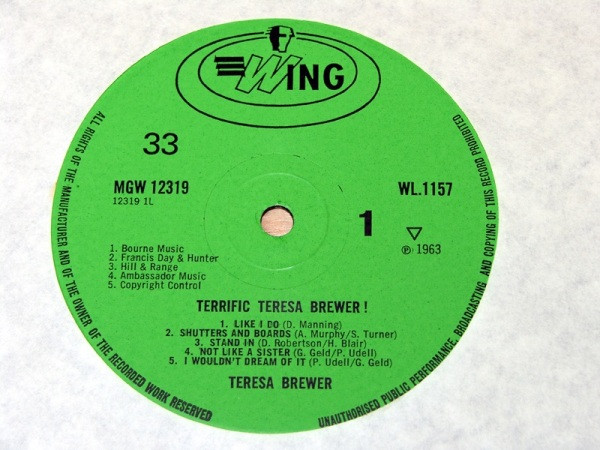 WING
33
MGW 12319
12319 1L
WL.1157
1
℗ 1963
1. Bourne Music
2. Francis Day & Hunter
3. Hill & Range
4. Ambassador Music
5. Copyright Control
TERRIFIC TERESA BREWER!
1. LIKE I DO (D. Manning)
2. SHUTTERS AND BOARDS (A. Murphy/S. Turner)
3. STAND IN (D. Robertson/H. Blair)
4. NOT LIKE A SISTER (G. Geld/P. Udell)
5. I WOULDN'T DREAM OF IT (P. Udell/G. Geld)
TERESA BREWER
ALL RIGHTS OF THE MANUFACTURER AND OF THE OWNER OF THE RECORDED WORK RESERVED
UNAUTHORISED PUBLIC PERFORMANCE, BROADCASTING AND COPYING OF THIS RECORD PROHIBITED